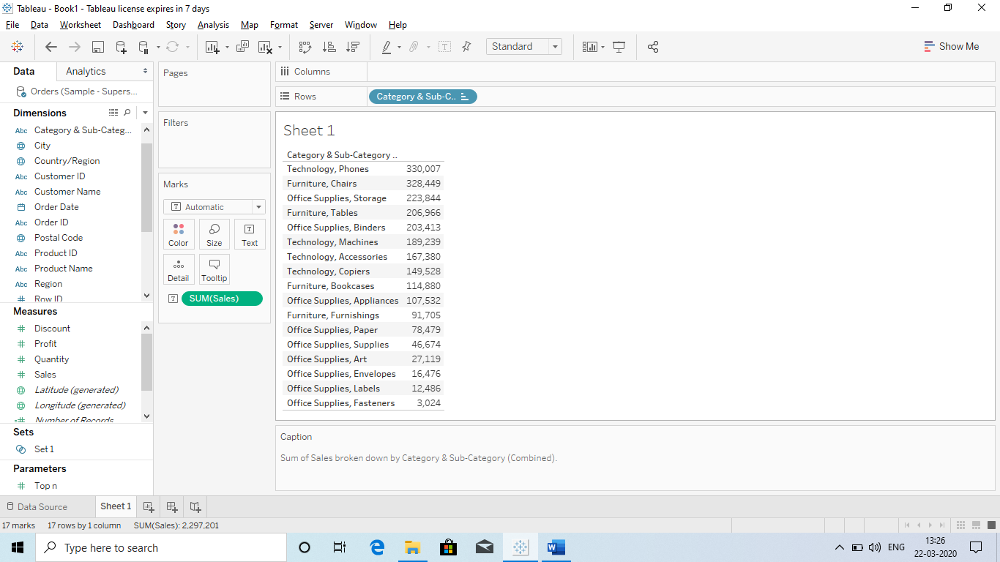 Tableau - Book1 - Tableau license expires in 7 days
File Data Worksheet Dashboard Story Analysis Map Format Server Window Help
Standard
Show Me
Data Analytics
Orders (Sample - Supers...
Dimensions
Abc Category & Sub-Categ...
City
Country/Region
Abc Customer ID
Abc Customer Name
Order Date
Abc Order ID
Postal Code
Abc Product ID
Abc Product Name
Abc Region
# Row ID
Measures
# Discount
# Profit
# Quantity
# Sales
Latitude (generated)
Longitude (generated)
# Number of Records
Sets
Set 1
Parameters
# Top n
Pages
Filters
Marks
T Automatic
Color Size T Text
Detail Tooltip
T SUM(Sales)
Columns
Rows Category & Sub-C..
Sheet 1
Category & Sub-Category ..
Technology, Phones 330,007
Furniture, Chairs 328,449
Office Supplies, Storage 223,844
Furniture, Tables 206,966
Office Supplies, Binders 203,413
Technology, Machines 189,239
Technology, Accessories 167,380
Technology, Copiers 149,528
Furniture, Bookcases 114,880
Office Supplies, Appliances 107,532
Furniture, Furnishings 91,705
Office Supplies, Paper 78,479
Office Supplies, Supplies 46,674
Office Supplies, Art 27,119
Office Supplies, Envelopes 16,476
Office Supplies, Labels 12,486
Office Supplies, Fasteners 3,024
Caption
Sum of Sales broken down by Category & Sub-Category (Combined).
Data Source Sheet 1
17 marks 17 rows by 1 column SUM(Sales): 2,297,201
Type here to search
ENG
13:26
22-03-2020